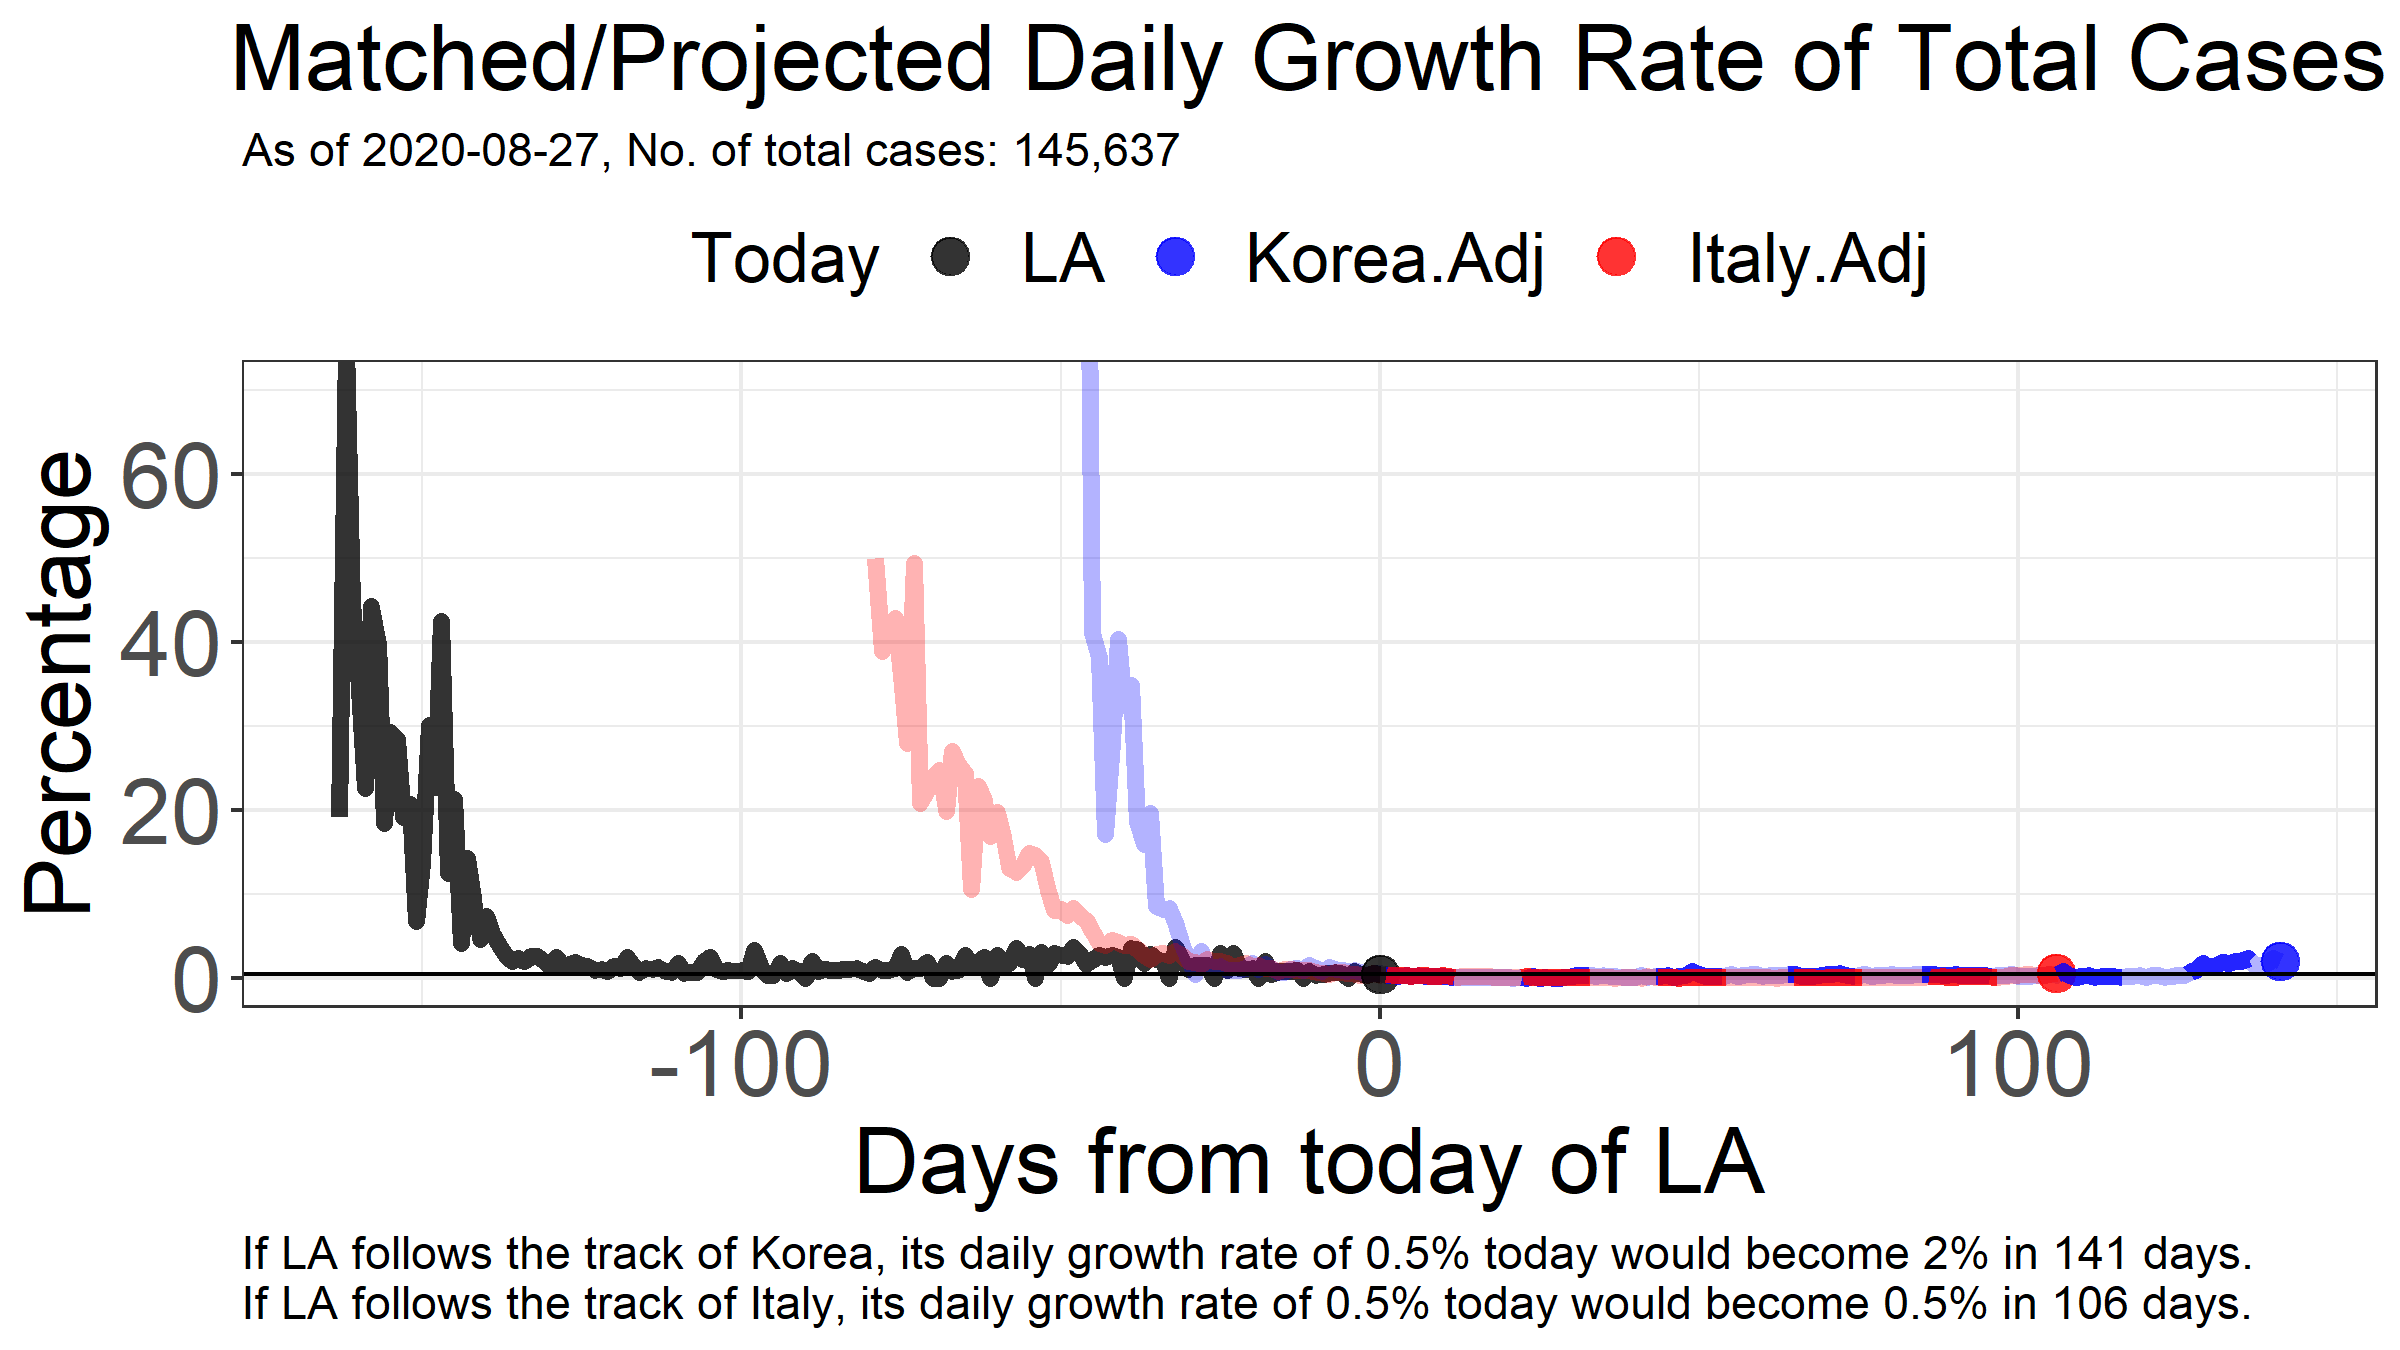 Matched/Projected Daily Growth Rate of Total Cases
As of 2020-08-27, No. of total cases: 145,637
Today LA Korea.Adj Italy.Adj
Percentage
60
40
20
0
-100 0 100
Days from today of LA
If LA follows the track of Korea, its daily growth rate of 0.5% today would become 2% in 141 days.
If LA follows the track of Italy, its daily growth rate of 0.5% today would become 0.5% in 106 days.